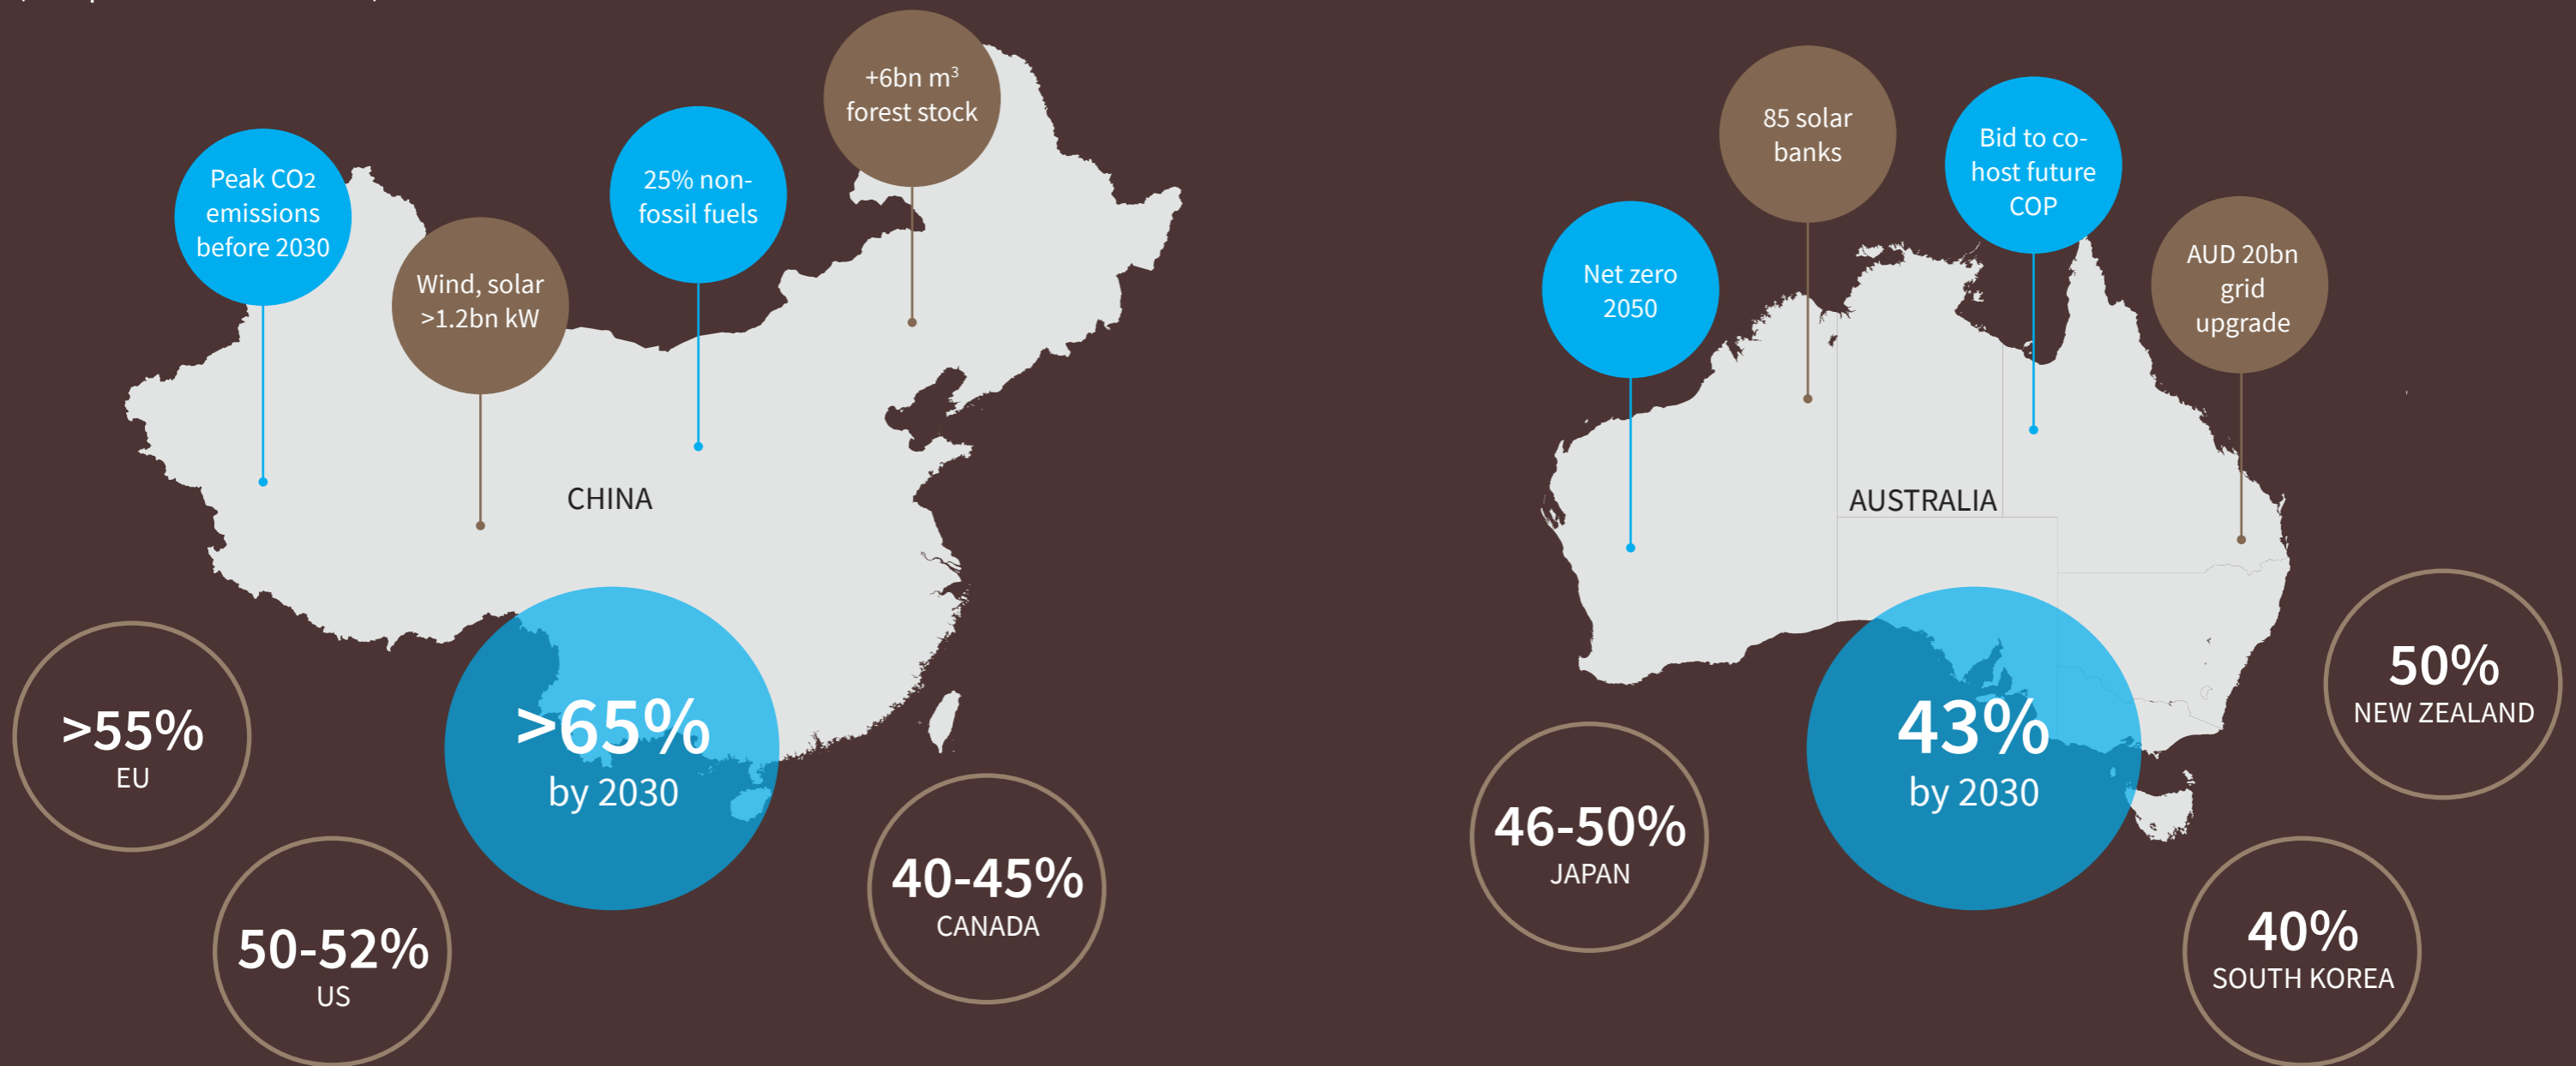 Peak CO2
emissions
before 2030
Wind, solar
>1.2bn kW
25% non-
fossil fuels
+6bn m³
forest stock
CHINA
>65%
by 2030
>55%
EU
50-52%
US
40-45%
CANADA
Net zero
2050
85 solar
banks
Bid to co-
host future
COP
AUD 20bn
grid
upgrade
AUSTRALIA
43%
by 2030
46-50%
JAPAN
50%
NEW ZEALAND
40%
SOUTH KOREA